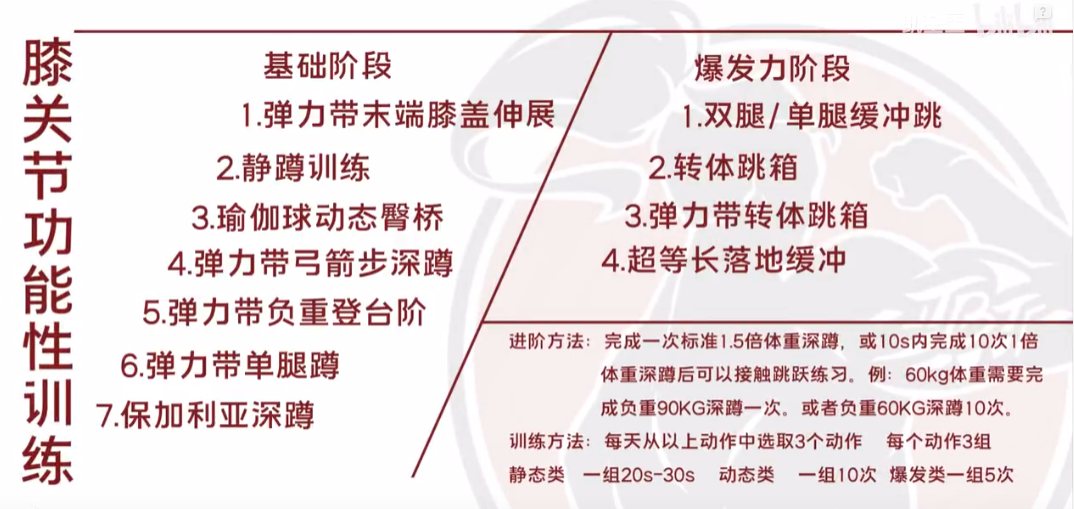 膝关节功能性训练
基础阶段
1.弹力带末端膝盖伸展
2.静蹲训练
3.瑜伽球动态臀桥
4.弹力带弓箭步深蹲
5.弹力带负重登台阶
6.弹力带单腿蹲
7.保加利亚深蹲
爆发力阶段
1.双腿/单腿缓冲跳
2.转体跳箱
3.弹力带转体跳箱
4.超等长落地缓冲
进阶方法：完成一次标准1.5倍体重深蹲，或10s内完成10次1倍
体重深蹲后可以接触跳跃练习。例：60kg体重需要完
成负重90KG深蹲一次。或者负重60KG深蹲10次。
训练方法：每天从以上动作中选取3个动作 每个动作3组
静态类 一组20s-30s 动态类 一组10次 爆发类一组5次